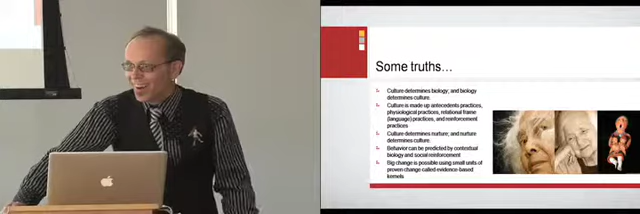 Some truths…
Culture determines biology; and biology
determines culture.
Culture is made up antecedents practices,
physiological practices, relational frame
(language) practices, and reinforcement
practices
Culture determines nurture; and nurture
determines culture.
Behavior can be predicted by contextual
biology and social reinforcement
Big change is possible using small units of
proven change called evidence-based
kernels